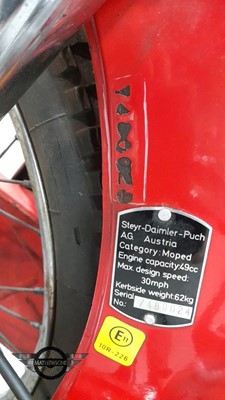 Steyr-Daimler-Puch
AG. Austria
Category: Moped
Engine capacity:49cc
Max. design speed:
30mph
Kerbside weight:62kg
Serial
No.:
E11
10R-226
MATHEWSONS